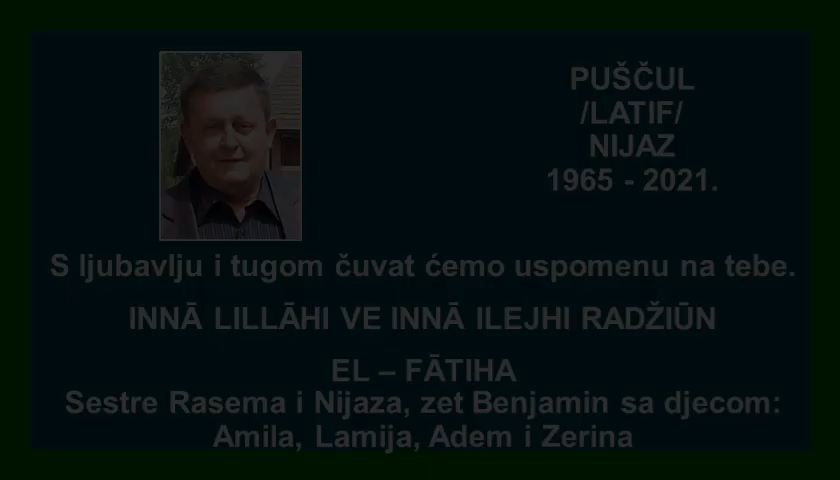 PUŠČUL
/LATIF/
NIJAZ
1965 - 2021.
S ljubavlju i tugom čuvat ćemo uspomenu na tebe.
INNĀ LILLĀHI VE INNĀ ILEJHI RADŽIŪN
EL – FĀTIHA
Sestre Rasema i Nijaza, zet Benjamin sa djecom:
Amila, Lamija, Adem i Zerina